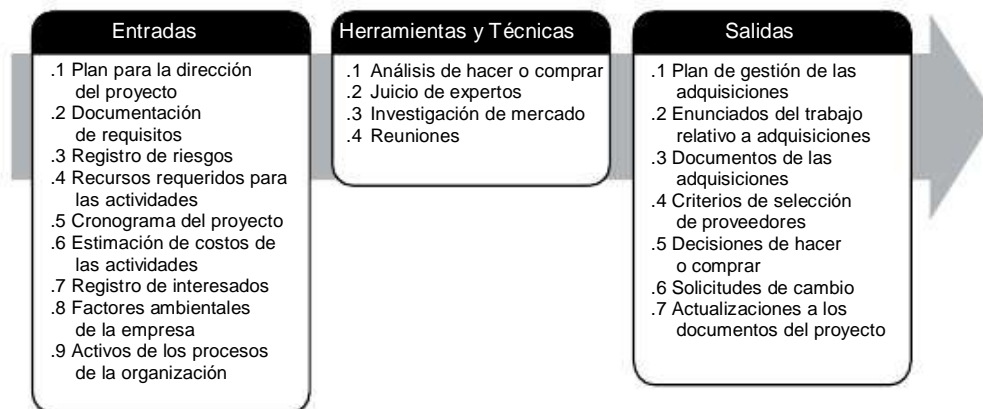 Entradas
.1 Plan para la dirección
del proyecto
.2 Documentación
de requisitos
.3 Registro de riesgos
.4 Recursos requeridos para
las actividades
.5 Cronograma del proyecto
.6 Estimación de costos de
las actividades
.7 Registro de interesados
.8 Factores ambientales
de la empresa
.9 Activos de los procesos
de la organización
Herramientas y Técnicas
.1 Análisis de hacer o comprar
.2 Juicio de expertos
.3 Investigación de mercado
.4 Reuniones
Salidas
.1 Plan de gestión de las
adquisiciones
.2 Enunciados del trabajo
relativo a adquisiciones
.3 Documentos de las
adquisiciones
.4 Criterios de selección
de proveedores
.5 Decisiones de hacer
o comprar
.6 Solicitudes de cambio
.7 Actualizaciones a los
documentos del proyecto